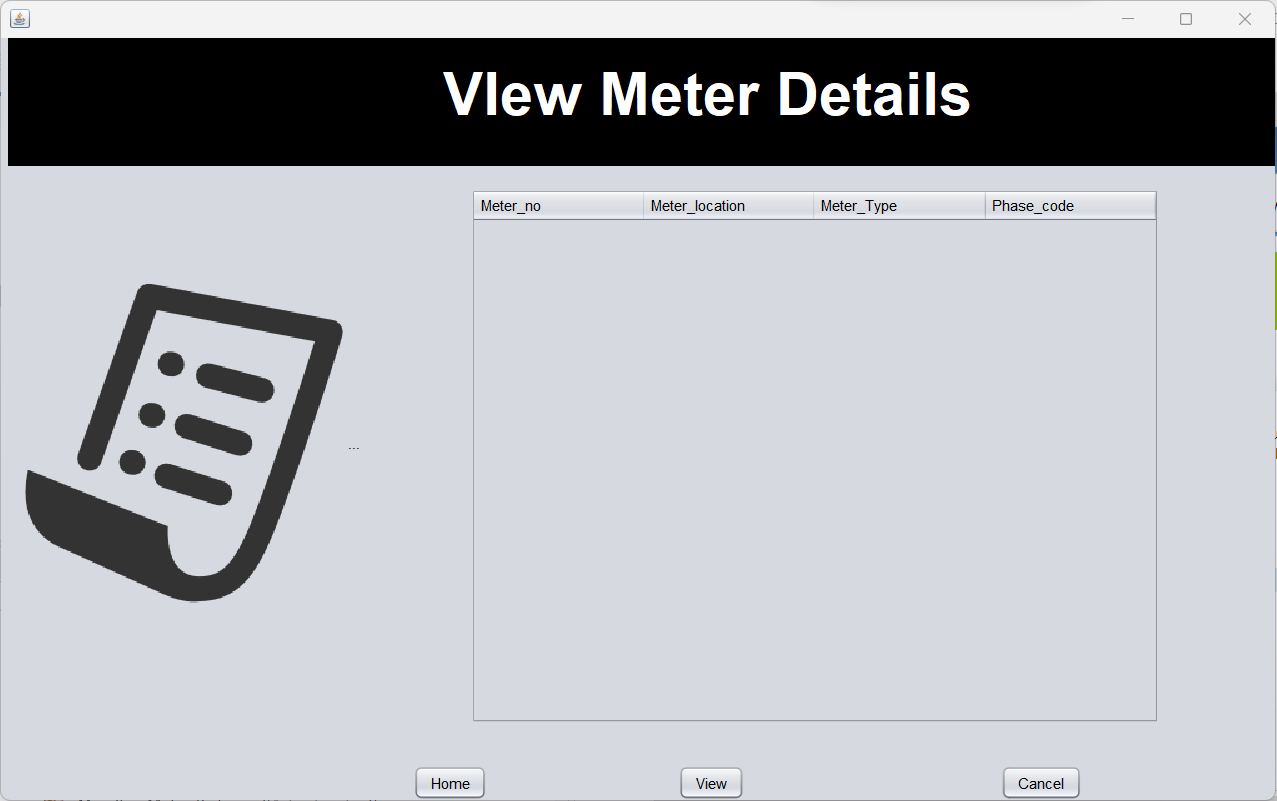 VIew Meter Details
Meter_no Meter_location Meter_Type Phase_code
...
Home View Cancel